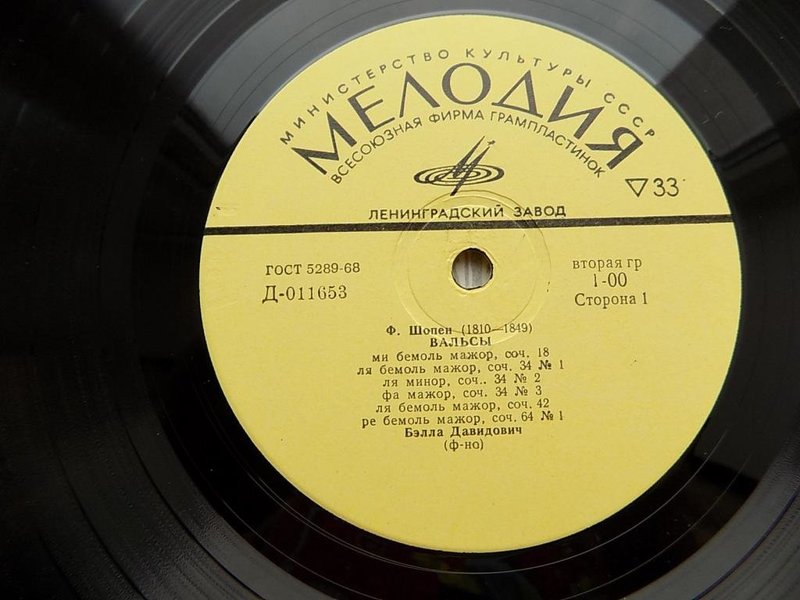 МИНИСТЕРСТВО КУЛЬТУРЫ СССР
МЕЛОДИЯ
ВСЕСОЮЗНАЯ ФИРМА ГРАМПЛАСТИНОК
▽33
ЛЕНИНГРАДСКИЙ ЗАВОД
ГОСТ 5289-68
Д-011653
вторая гр
1-00
Сторона 1
Ф. Шопен (1810—1849)
ВАЛЬСЫ
ми бемоль мажор, соч. 18
ля бемоль мажор, соч. 34 № 1
ля минор, соч.. 34 № 2
фа мажор, соч. 34 № 3
ля бемоль мажор, соч. 42
ре бемоль мажор, соч. 64 № 1
Бэлла Давидович
(ф-но)